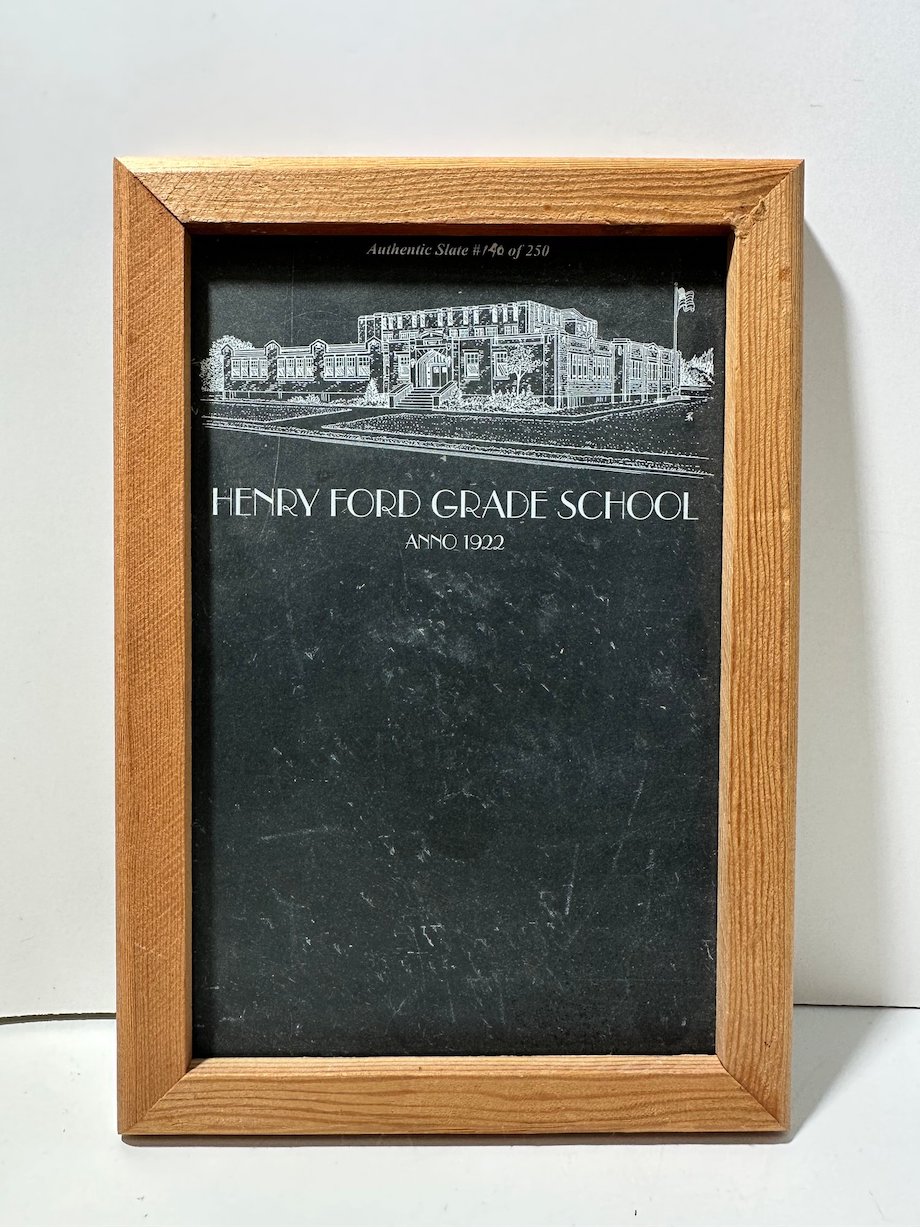 Authentic Slate #140 of 250
HENRY FORD GRADE SCHOOL
ANNO 1922